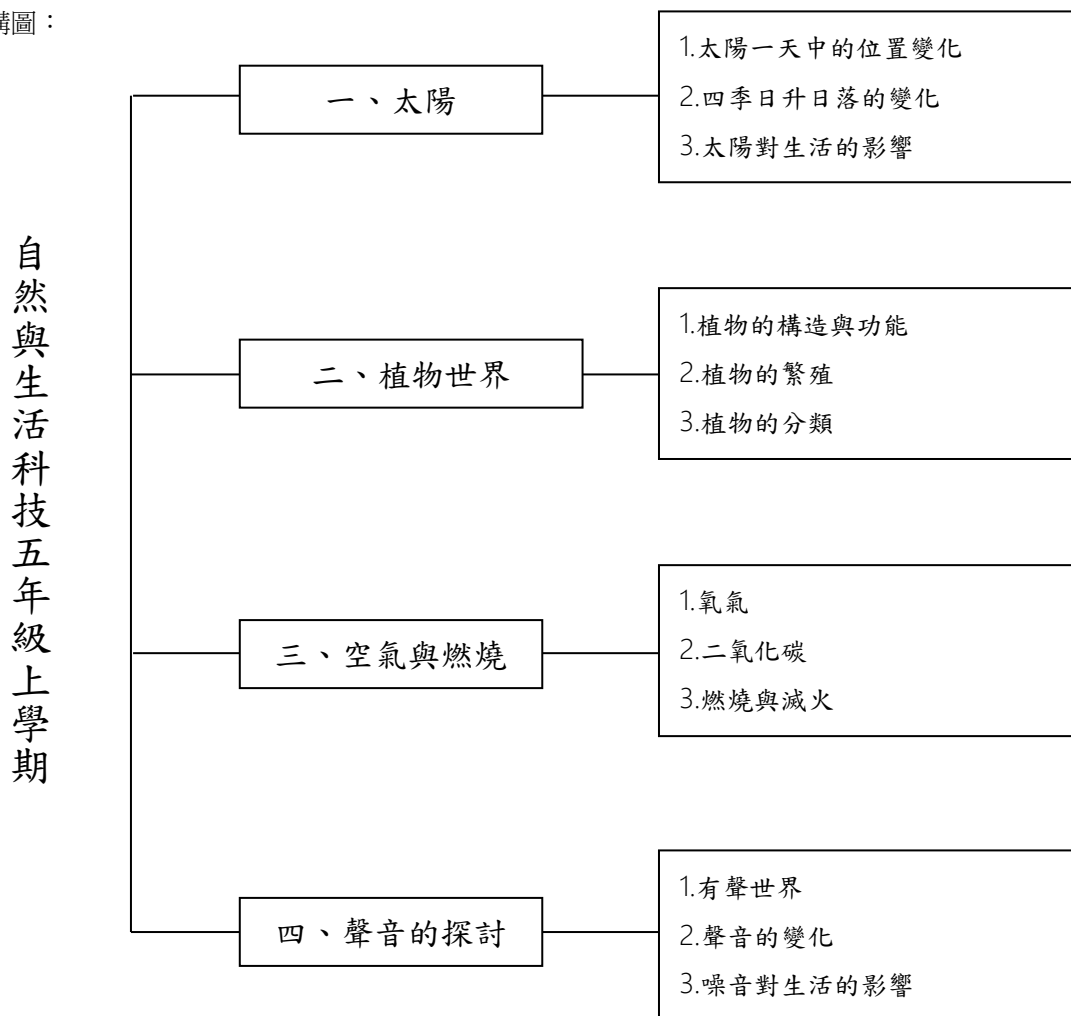 構圖：
自然與生活科技五年級上學期
一、太陽
1.太陽一天中的位置變化
2.四季日升日落的變化
3.太陽對生活的影響
二、植物世界
1.植物的構造與功能
2.植物的繁殖
3.植物的分類
三、空氣與燃燒
1.氧氣
2.二氧化碳
3.燃燒與滅火
四、聲音的探討
1.有聲世界
2.聲音的變化
3.噪音對生活的影響